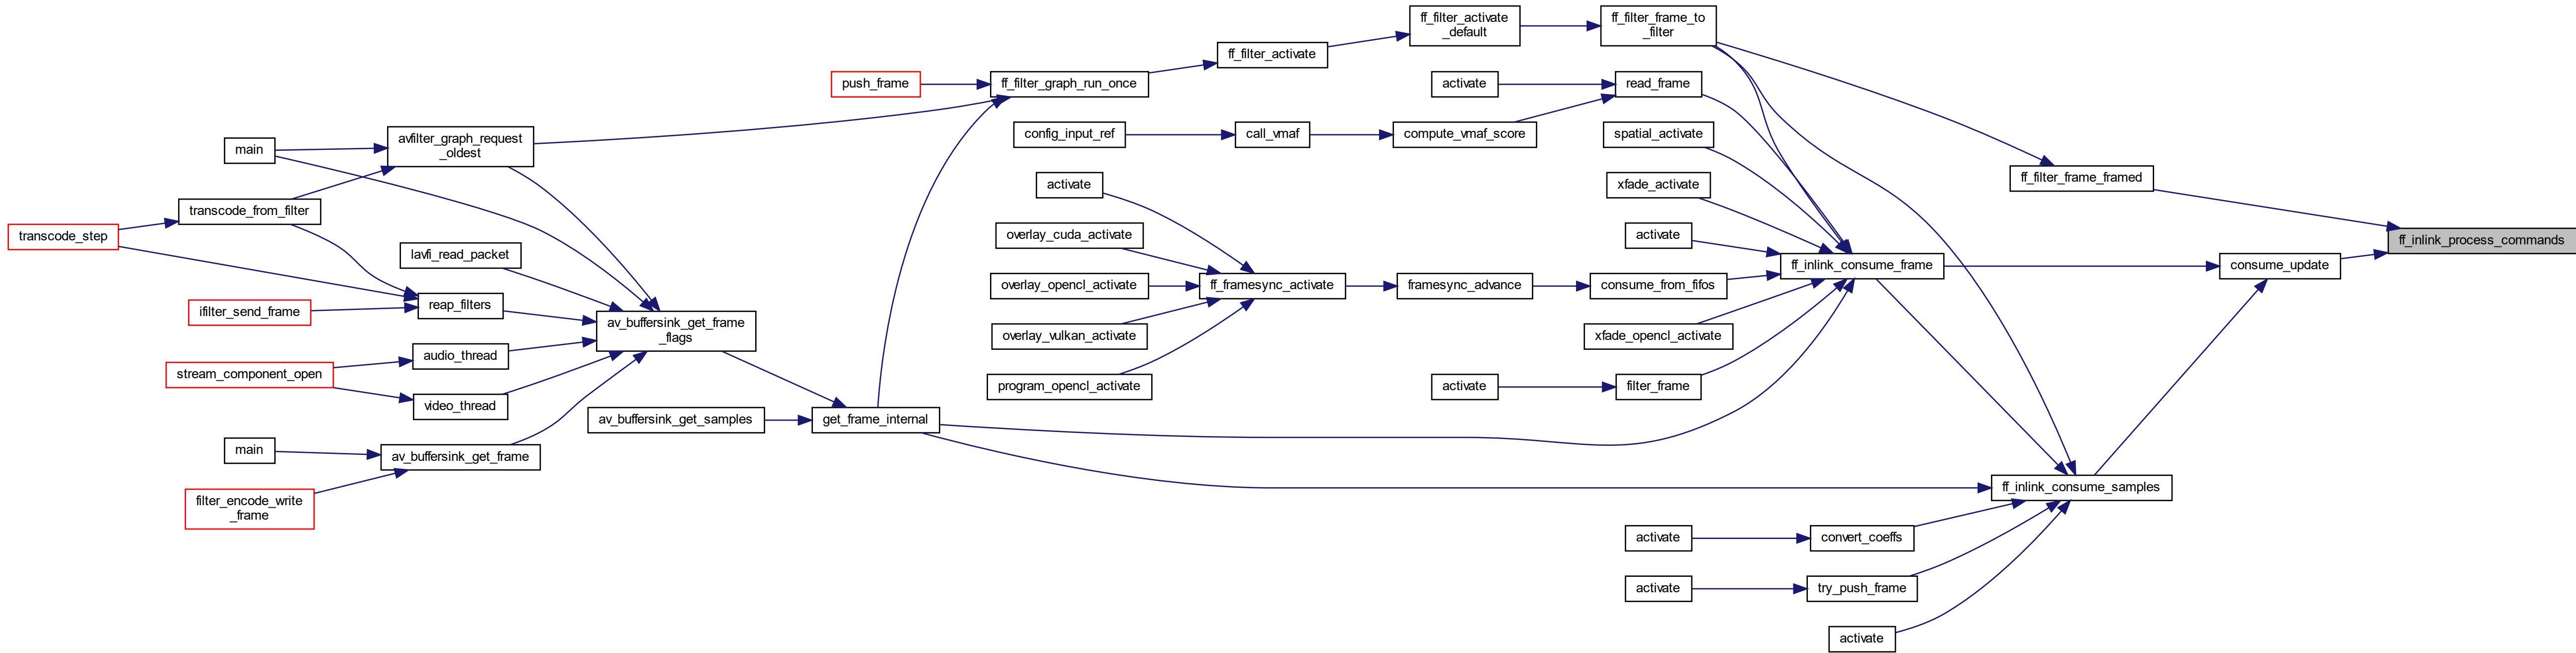 ff_filter_activate
_default
ff_filter_frame_to
_filter
ff_filter_activate
push_frame
ff_filter_graph_run_once
activate
read_frame
main
avfilter_graph_request
_oldest
config_input_ref
call_vmaf
compute_vmaf_score
spatial_activate
ff_filter_frame_framed
activate
xfade_activate
transcode_from_filter
transcode_step
overlay_cuda_activate
activate
ff_inlink_process_commands
lavfi_read_packet
ff_inlink_consume_frame
consume_update
overlay_opencl_activate
ff_framesync_activate
framesync_advance
consume_from_fifos
ifilter_send_frame
reap_filters
av_buffersink_get_frame
_flags
overlay_vulkan_activate
xfade_opencl_activate
audio_thread
stream_component_open
program_opencl_activate
activate
filter_frame
video_thread
av_buffersink_get_samples
get_frame_internal
main
av_buffersink_get_frame
filter_encode_write
_frame
ff_inlink_consume_samples
activate
convert_coeffs
activate
try_push_frame
activate